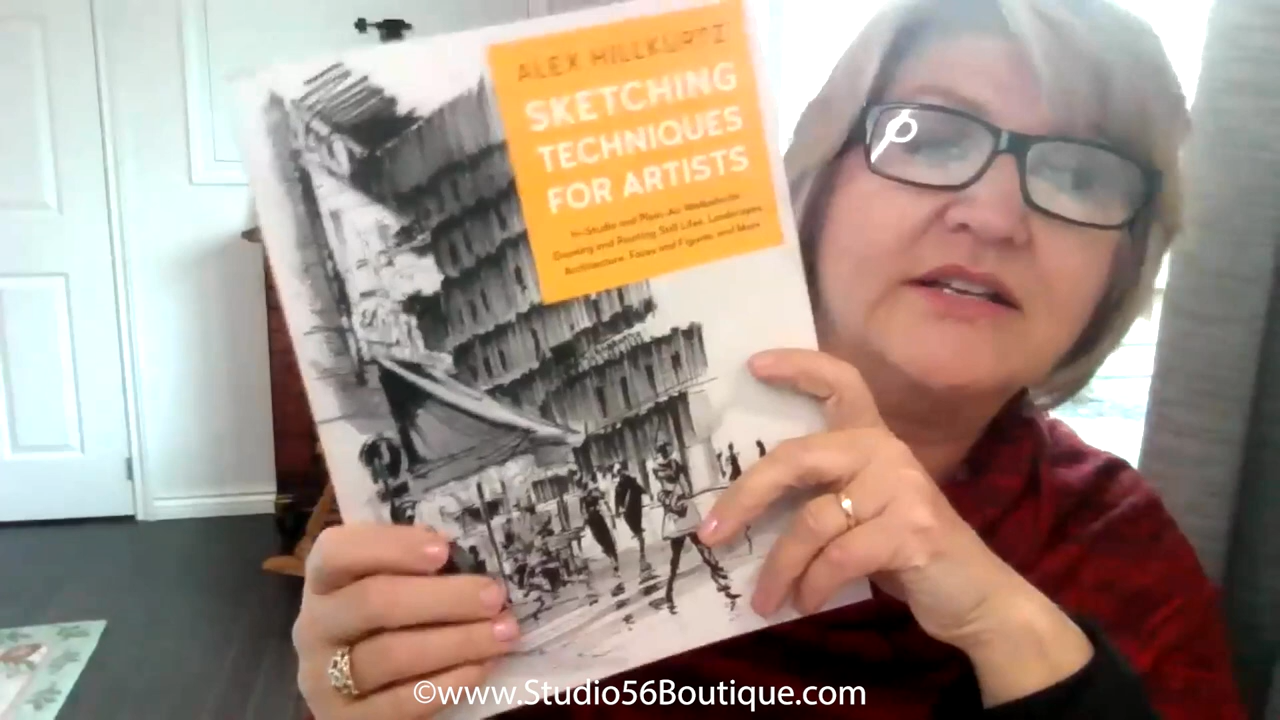 ALEX HILLKURTZ
SKETCHING
TECHNIQUES
FOR ARTISTS
In-Studio and Plein-Air Methods for
Drawing and Painting Still Lifes, Landscapes,
Architecture, Faces and Figures, and More
©www.Studio56Boutique.com